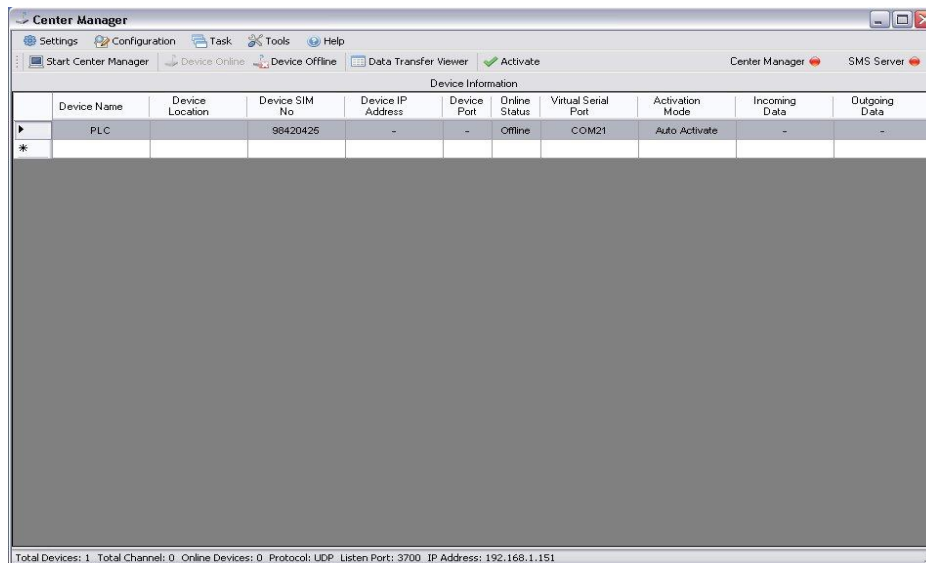 Center Manager
Settings Configuration Task Tools Help
Start Center Manager Device Online Device Offline Data Transfer Viewer Activate Center Manager SMS Server
Device Information
Device Name Device Location Device SIM No Device IP Address Device Port Online Status Virtual Serial Port Activation Mode Incoming Data Outgoing Data
PLC 98420425 - - Offline COM21 Auto Activate - -
Total Devices: 1 Total Channel: 0 Online Devices: 0 Protocol: UDP Listen Port: 3700 IP Address: 192.168.1.151